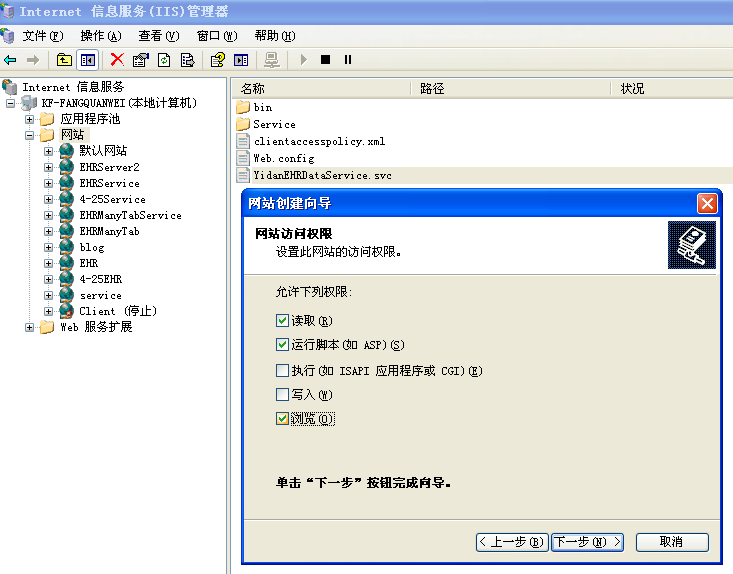 Internet 信息服务(IIS)管理器
文件(F) 操作(A) 查看(V) 窗口(W) 帮助(H)
Internet 信息服务
KF-FANGQUANWEI(本地计算机)
应用程序池
网站
默认网站
EHRServer2
EHRService
4-25Service
EHRManyTabService
EHRManyTab
blog
EHR
4-25EHR
service
Client (停止)
Web 服务扩展
名称 路径 状况
bin
Service
clientaccesspolicy.xml
Web.config
YidanEHRDataService.svc
网站创建向导
网站访问权限
设置此网站的访问权限。
允许下列权限:
读取(R)
运行脚本(如 ASP)(S)
执行(如 ISAPI 应用程序或 CGI)(E)
写入(W)
浏览(O)
单击“下一步”按钮完成向导。
< 上一步(B) 下一步(N) > 取消